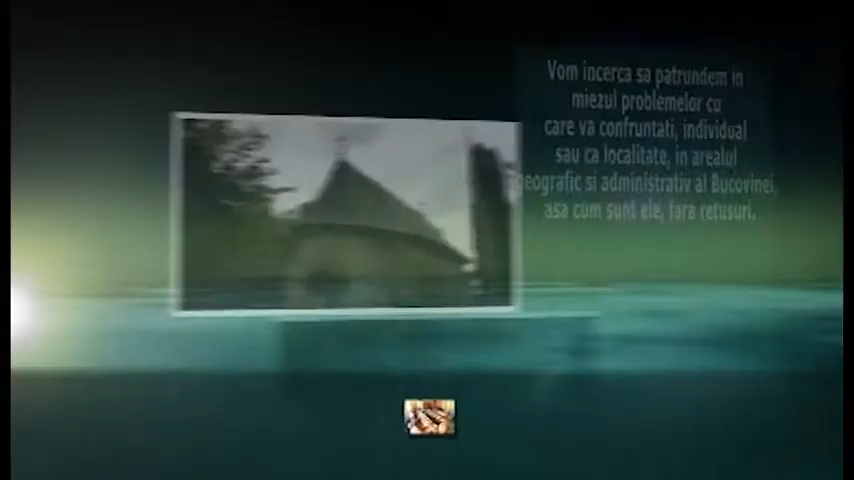 Vom incerca sa patrundem in
miezul problemelor cu
care va confruntati, individual
sau ca localitate, in arealul
geografic si administrativ al Bucovinei,
asa cum sunt ele, fara retusuri.